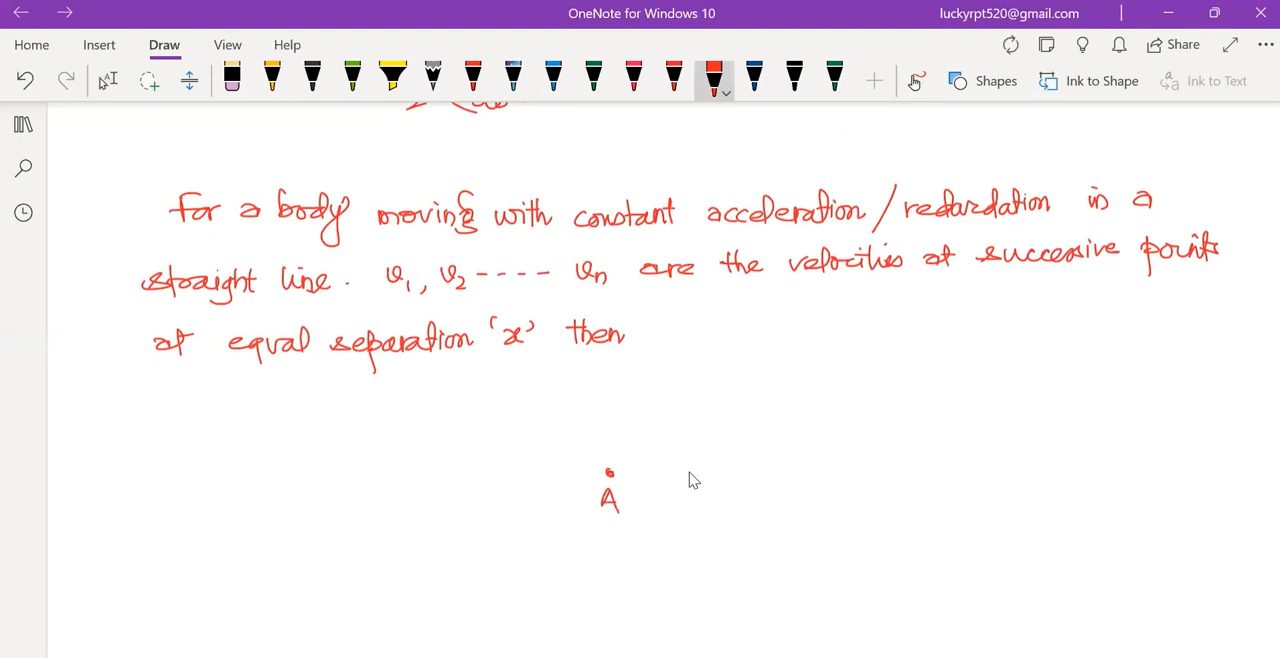 OneNote for Windows 10
luckyrpt520@gmail.com
Home Insert Draw View Help
Share
Shapes Ink to Shape Ink to Text
For a body moving with constant acceleration/retardation in a
straight line. v1, v2 ---- vn are the velocities at successive points
at equal separation 'x' then
A